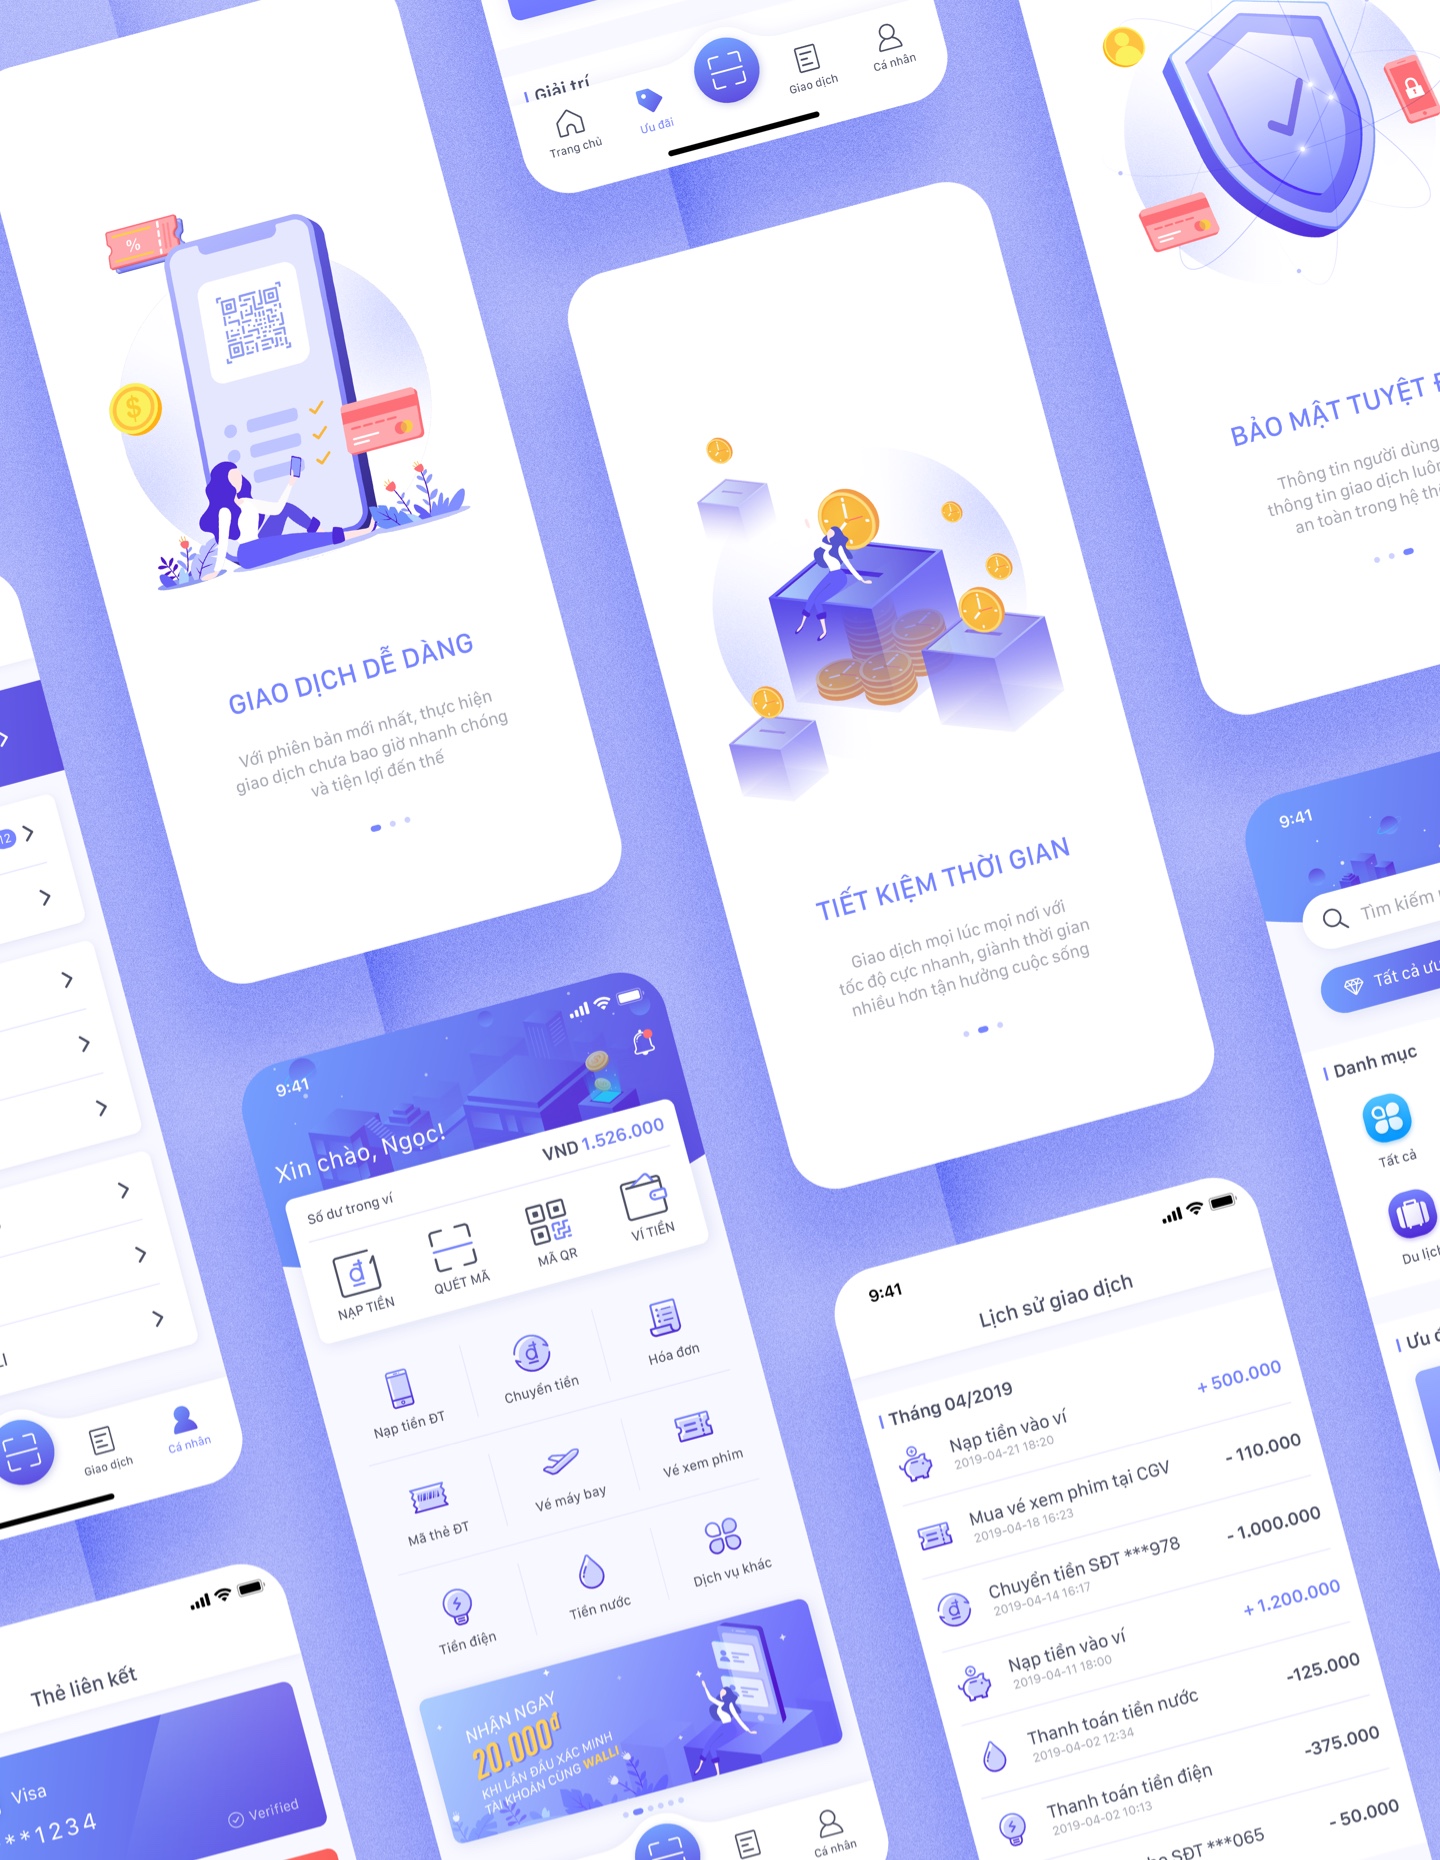 Giải trí
Trang chủ
Ưu đãi
Giao dịch
Cá nhân
%
$
GIAO DỊCH DỄ DÀNG
Với phiên bản mới nhất, thực hiện
giao dịch chưa bao giờ nhanh chóng
và tiện lợi đến thế
TIẾT KIỆM THỜI GIAN
Giao dịch mọi lúc mọi nơi với
tốc độ cực nhanh, giành thời gian
nhiều hơn tận hưởng cuộc sống
BẢO MẬT TUYỆT Đ
Thông tin người dùng
thông tin giao dịch luôn
an toàn trong hệ th
12
LI
Giao dịch
Cá nhân
Thẻ liên kết
Visa
**1234
Verified
9:41
Xin chào, Ngọc!
Số dư trong ví
VND 1.526.000
NẠP TIỀN
QUÉT MÃ
MÃ QR
VÍ TIỀN
Nạp tiền ĐT
Chuyển tiền
Hóa đơn
Mã thẻ ĐT
Vé máy bay
Vé xem phim
Tiền điện
Tiền nước
Dịch vụ khác
NHẬN NGAY
20.000đ
KHI LẦN ĐẦU XÁC MINH
TÀI KHOẢN CÙNG WALLI
Cá nhân
9:41
Lịch sử giao dịch
Tháng 04/2019
Nạp tiền vào ví
+ 500.000
2019-04-21 18:20
Mua vé xem phim tại CGV
- 110.000
2019-04-18 16:23
Chuyển tiền SĐT ***978
- 1.000.000
2019-04-14 16:17
Nạp tiền vào ví
+ 1.200.000
2019-04-11 18:00
Thanh toán tiền nước
-125.000
2019-04-02 12:34
Thanh toán tiền điện
-375.000
2019-04-02 10:13
SĐT ***065
- 50.000
9:41
Tìm kiếm
Tất cả ưu
Danh mục
Tất cả
Du lịch
Ưu đ